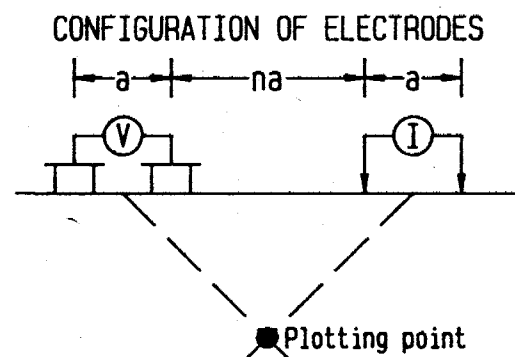 CONFIGURATION OF ELECTRODES
a na a
V I
Plotting point